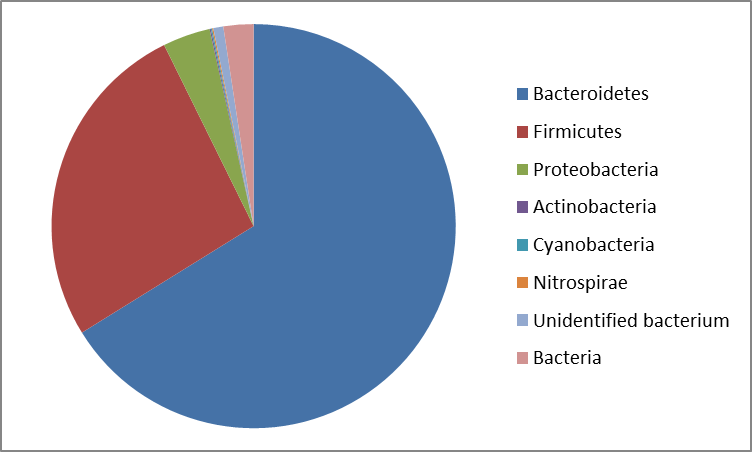 Bacteroidetes
Firmicutes
Proteobacteria
Actinobacteria
Cyanobacteria
Nitrospirae
Unidentified bacterium
Bacteria